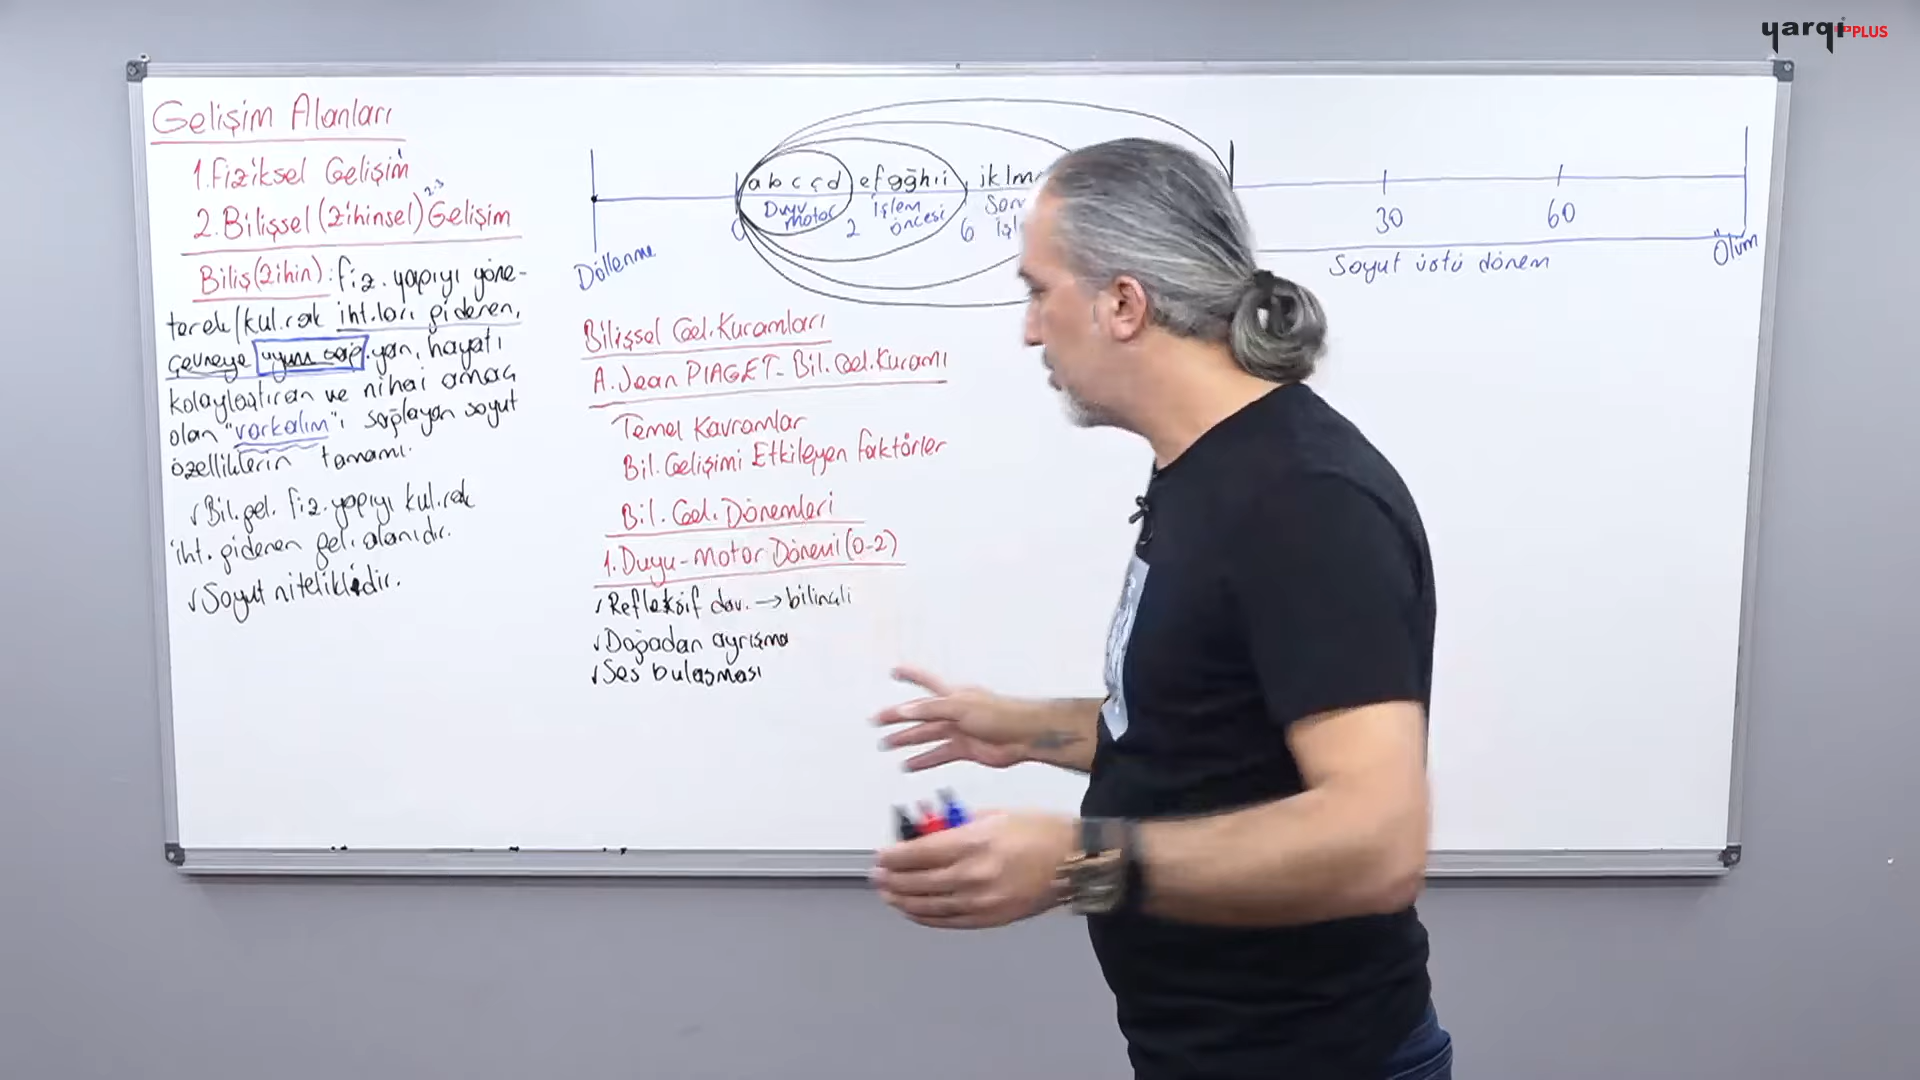 yarqı PPLUS
Gelişim Alanları
1. Fiziksel Gelişim
2. Bilişsel (zihinsel) Gelişim
Biliş (zihin): fiz. yapıyı yöne-
terek/kul.rak iht.ları gideren,
çevreye uyum sağ.yan, hayatı
kolaylaştıran ve nihai amaç
olan "varkalım"ı sağlayan soyut
özelliklerin tamamı.
√ Bil. gel. fiz. yapıyı kul.rak
iht. gideren gel. alanıdır.
√ Soyut niteliklidir.
a b c ç d e f g ğ h ı i j k l m
Duyu motor 2 işlem öncesi 6 30 60
Döllenme
Soyut üstü dönem
Ölüm
Bilişsel Gel. Kuramları
A. Jean PIAGET - Bil. Gel. Kuramı
Temel Kavramlar
Bil. Gelişimi Etkileyen Faktörler
Bil. Gel. Dönemleri
1. Duyu-Motor Dönemi (0-2)
√ Refleksif dav. → bilinçli
√ Doğadan ayrışma
√ Ses bulaşması